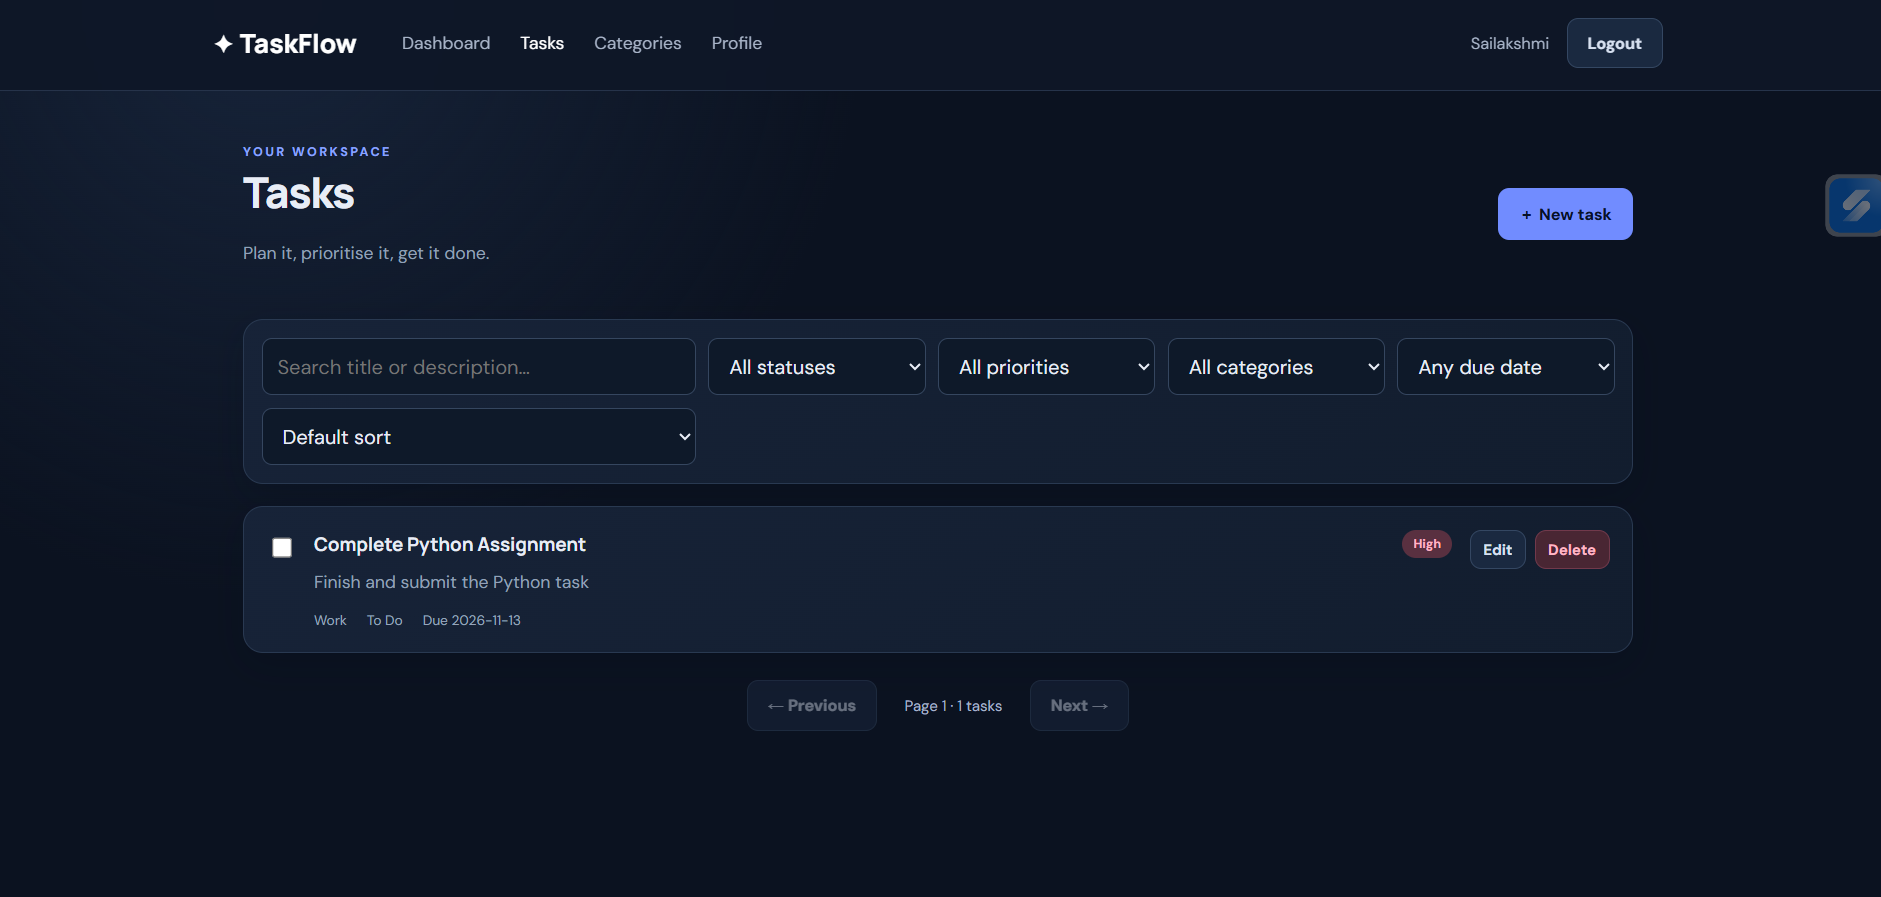 ✦ TaskFlow Dashboard Tasks Categories Profile Sailakshmi Logout
YOUR WORKSPACE
Tasks
+ New task
Plan it, prioritise it, get it done.
Search title or description... All statuses All priorities All categories Any due date
Default sort
Complete Python Assignment High Edit Delete
Finish and submit the Python task
Work To Do Due 2026-11-13
← Previous Page 1 · 1 tasks Next →